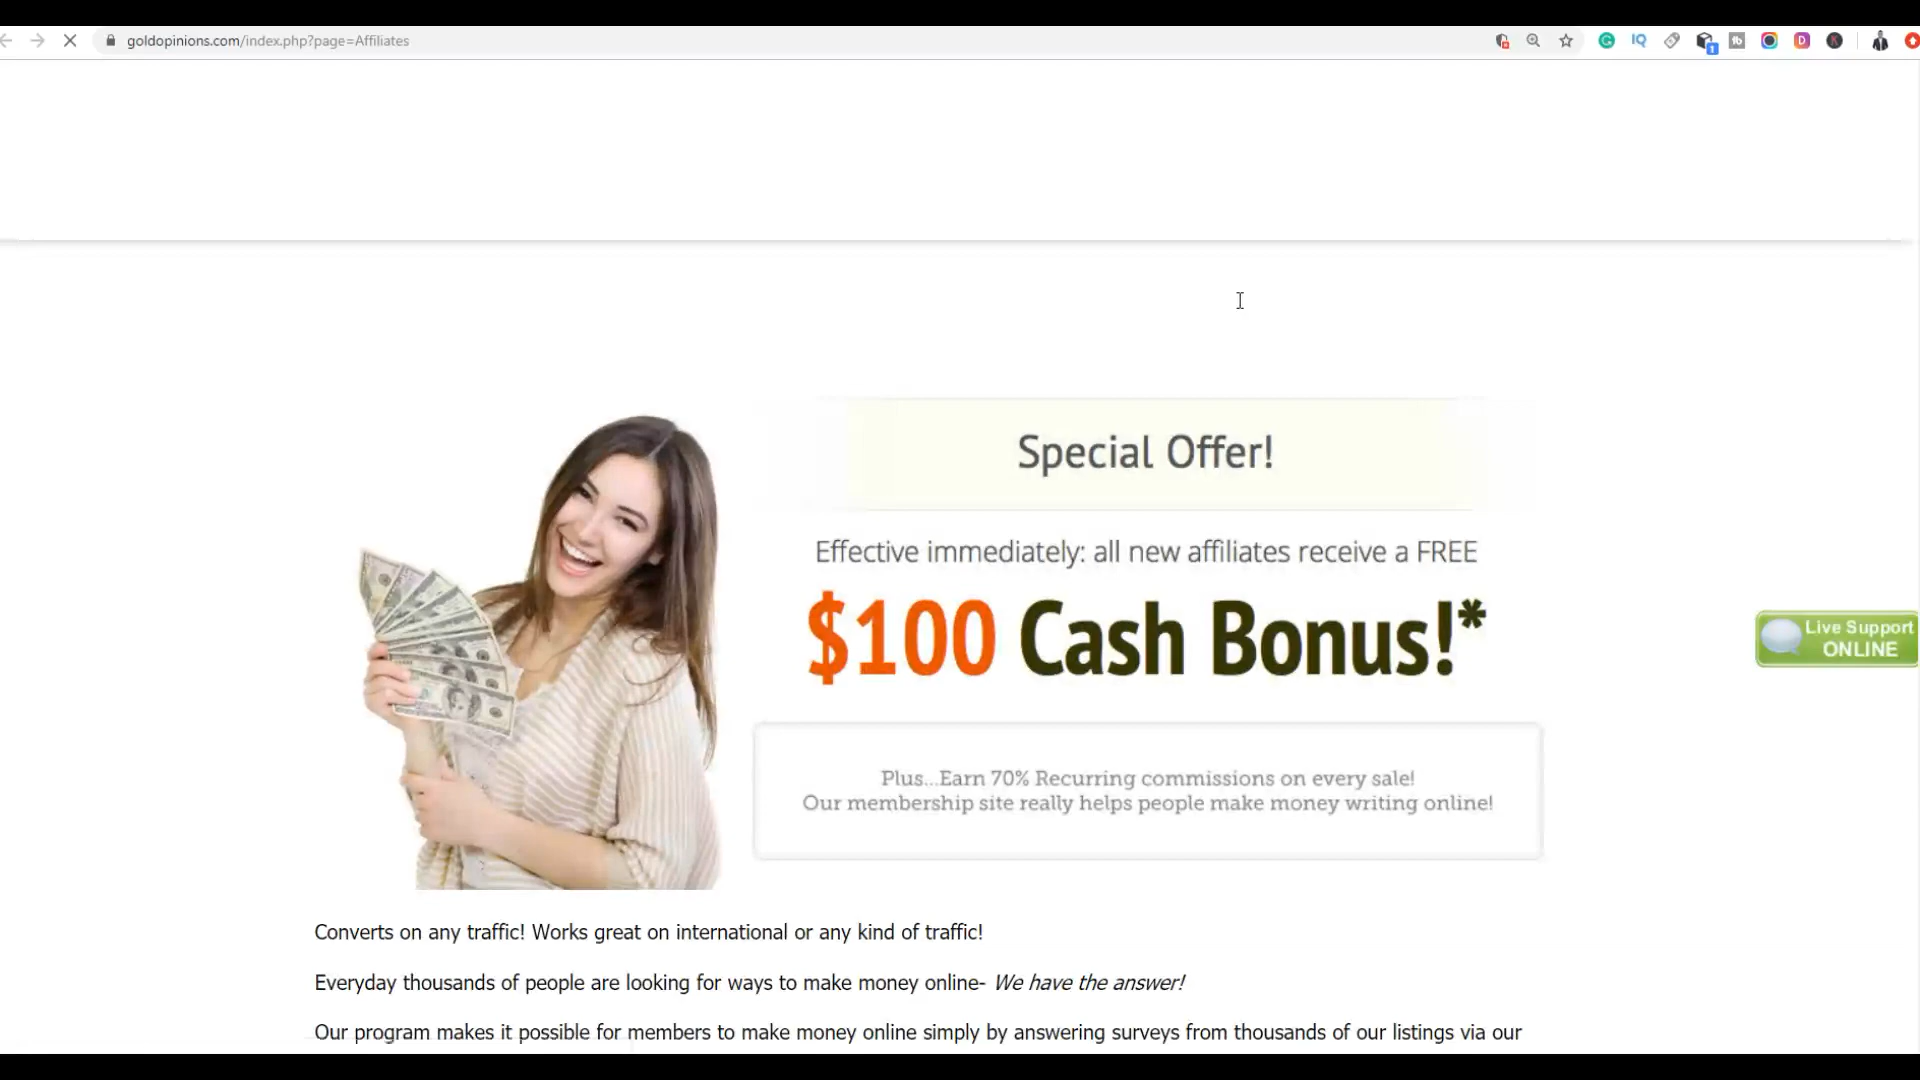 goldopinions.com/index.php?page=Affiliates
Special Offer!
Effective immediately: all new affiliates receive a FREE
$100 Cash Bonus!*
Live Support
ONLINE
Plus...Earn 70% Recurring commissions on every sale!
Our membership site really helps people make money writing online!
Converts on any traffic! Works great on international or any kind of traffic!
Everyday thousands of people are looking for ways to make money online- We have the answer!
Our program makes it possible for members to make money online simply by answering surveys from thousands of our listings via our